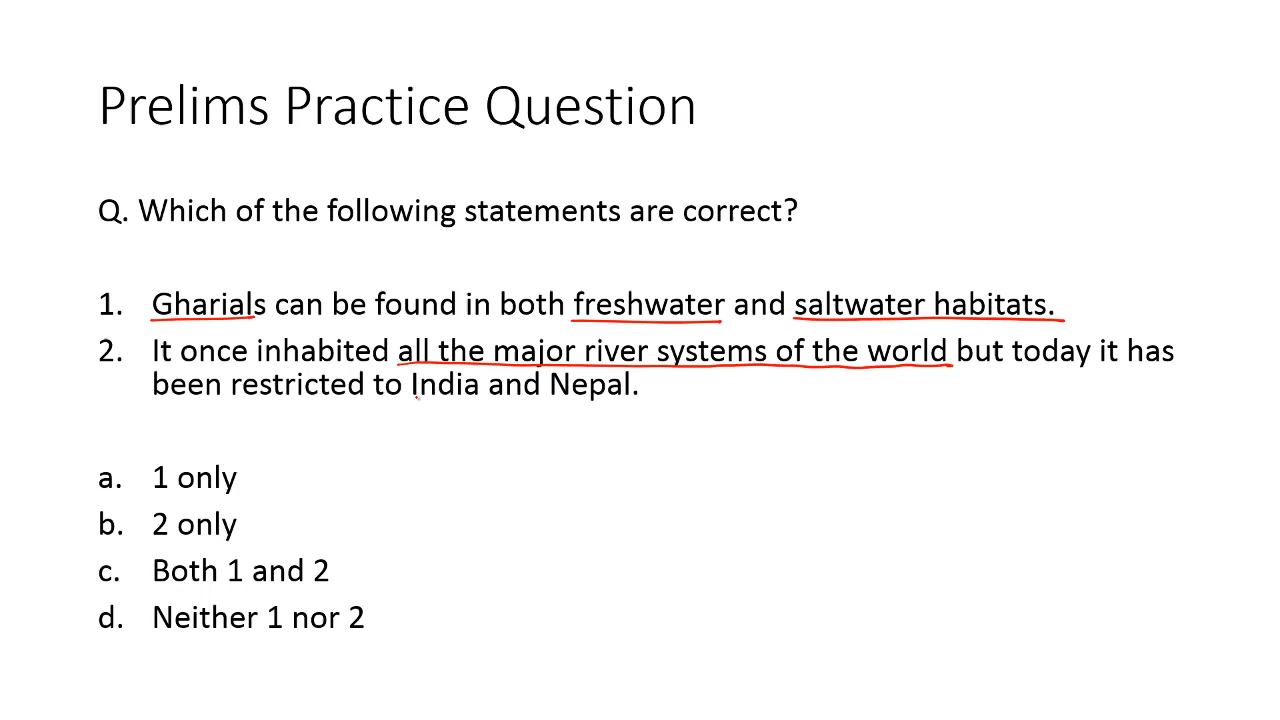 Prelims Practice Question
Q. Which of the following statements are correct?
1. Gharials can be found in both freshwater and saltwater habitats.
2. It once inhabited all the major river systems of the world but today it has
been restricted to India and Nepal.
a. 1 only
b. 2 only
c. Both 1 and 2
d. Neither 1 nor 2